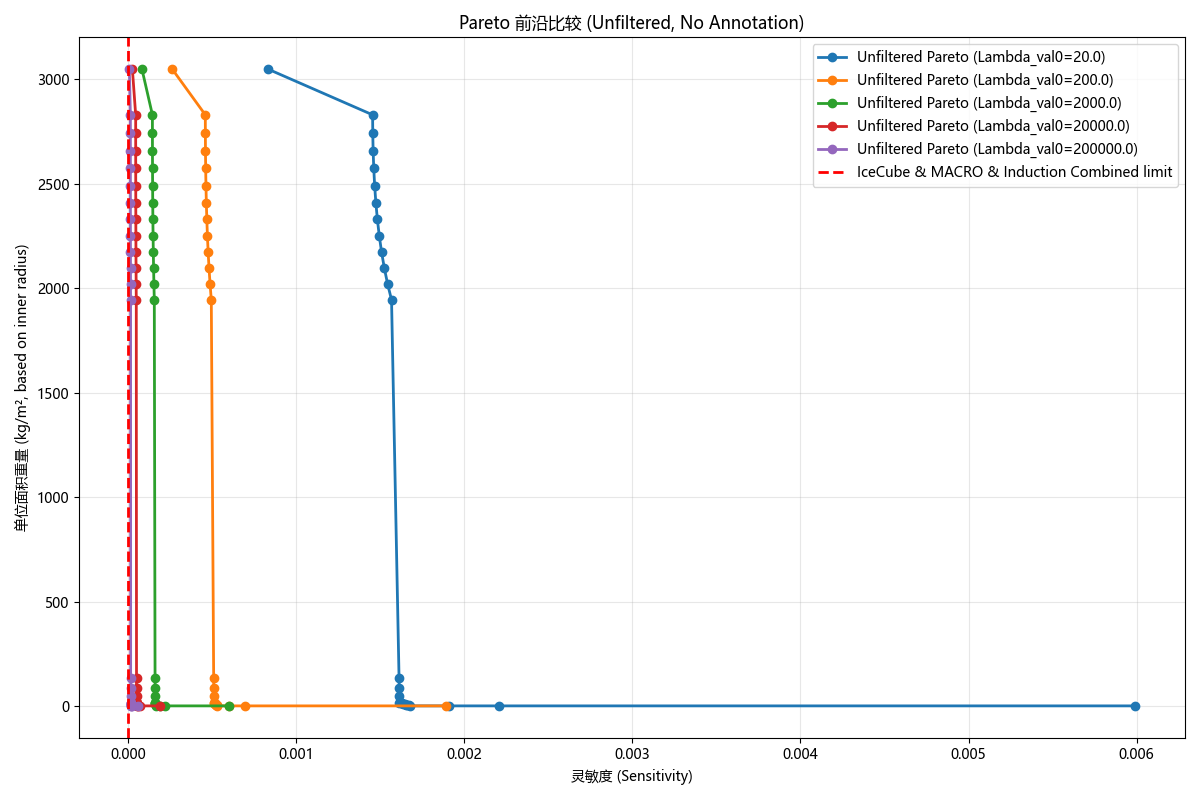 Pareto 前沿比较 (Unfiltered, No Annotation)
Unfiltered Pareto (Lambda_val0=20.0)
Unfiltered Pareto (Lambda_val0=200.0)
Unfiltered Pareto (Lambda_val0=2000.0)
Unfiltered Pareto (Lambda_val0=20000.0)
Unfiltered Pareto (Lambda_val0=200000.0)
IceCube & MACRO & Induction Combined limit
单位面积重量 (kg/m², based on inner radius)
3000
2500
2000
1500
1000
500
0
0.000
0.001
0.002
0.003
0.004
0.005
0.006
灵敏度 (Sensitivity)